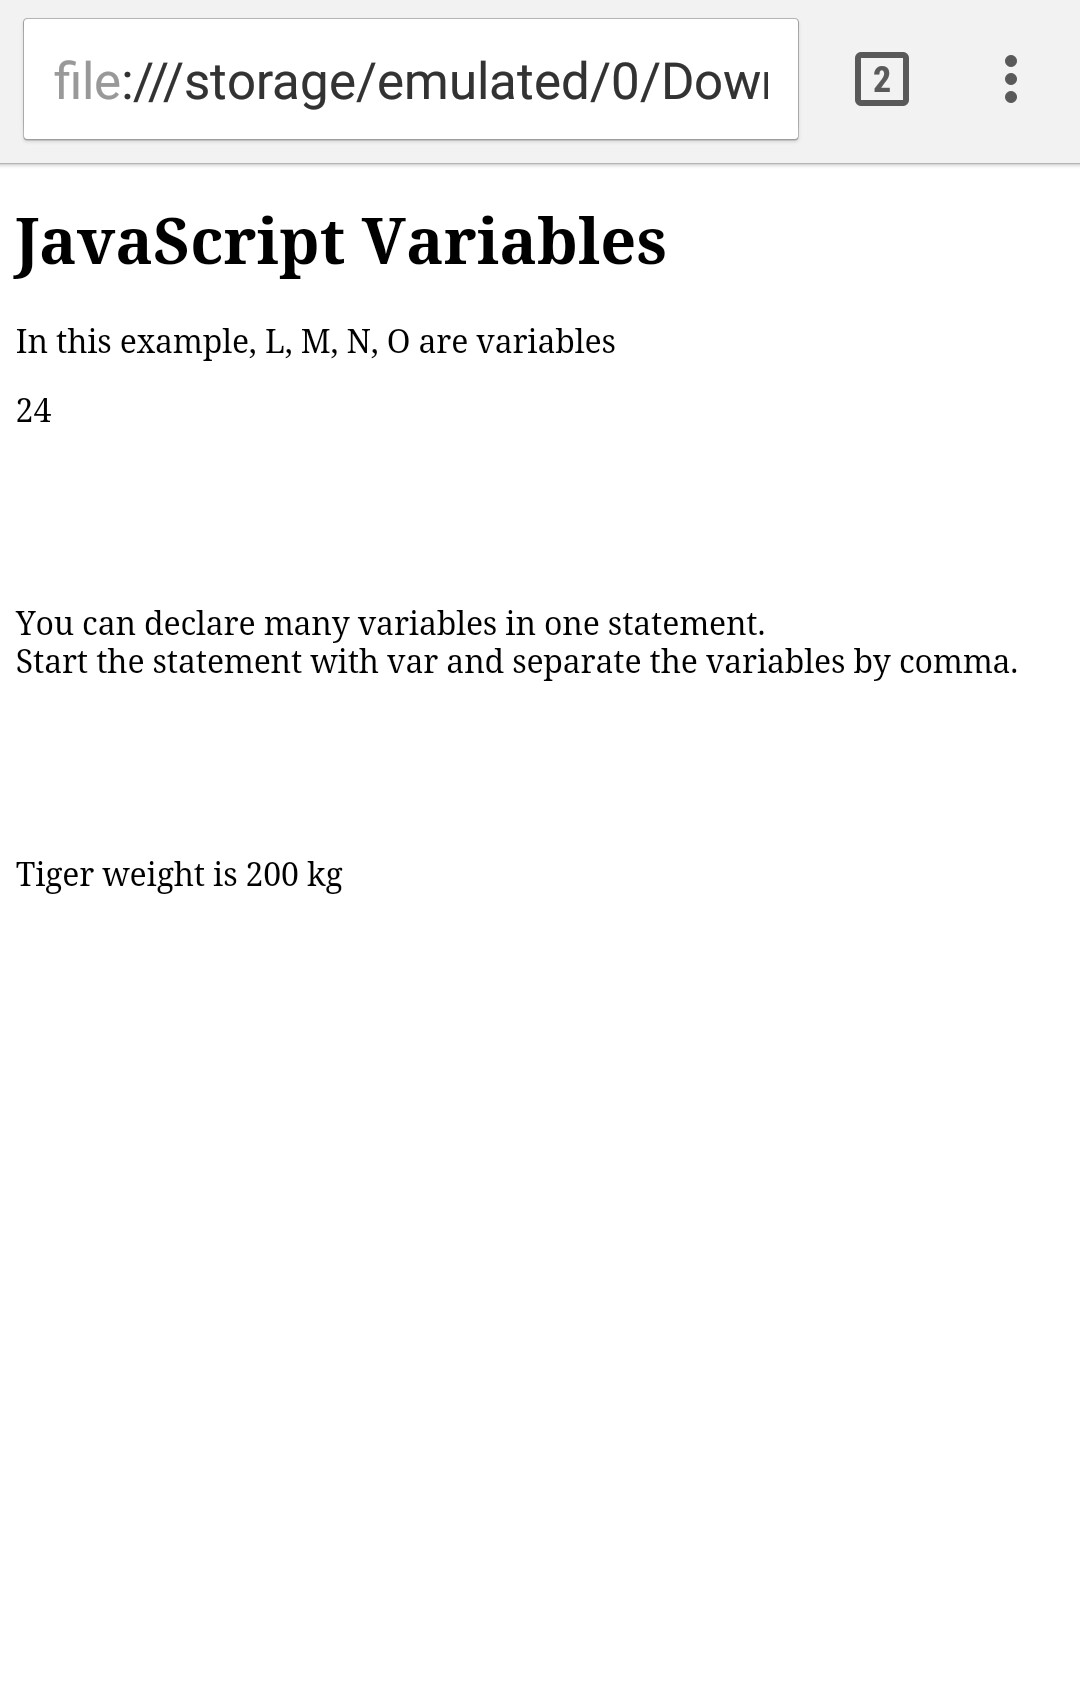 file:///storage/emulated/0/Dow
2
JavaScript Variables
In this example, L, M, N, O are variables
24
You can declare many variables in one statement.
Start the statement with var and separate the variables by comma.
Tiger weight is 200 kg